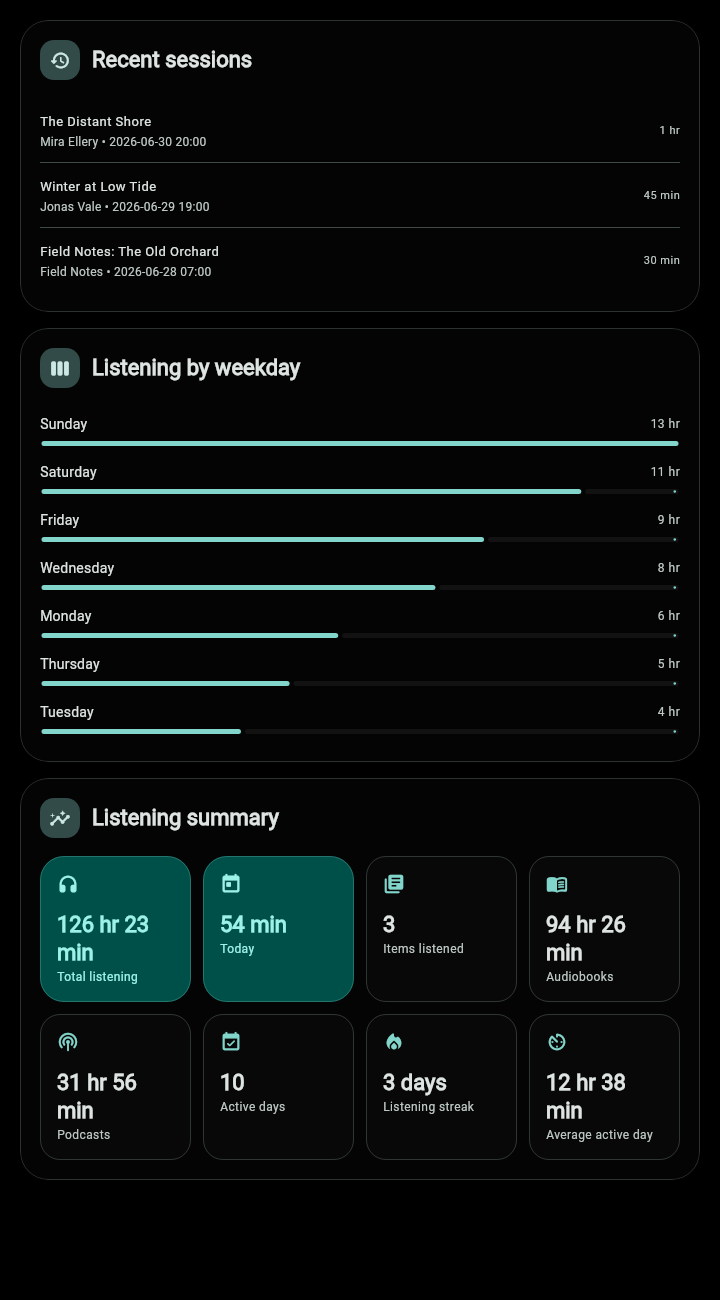 Recent sessions
The Distant Shore
Mira Ellery • 2026-06-30 20:00
1 hr
Winter at Low Tide
Jonas Vale • 2026-06-29 19:00
45 min
Field Notes: The Old Orchard
Field Notes • 2026-06-28 07:00
30 min
Listening by weekday
Sunday 13 hr
Saturday 11 hr
Friday 9 hr
Wednesday 8 hr
Monday 6 hr
Thursday 5 hr
Tuesday 4 hr
Listening summary
126 hr 23
min
Total listening
54 min
Today
3
Items listened
94 hr 26
min
Audiobooks
31 hr 56
min
Podcasts
10
Active days
3 days
Listening streak
12 hr 38
min
Average active day